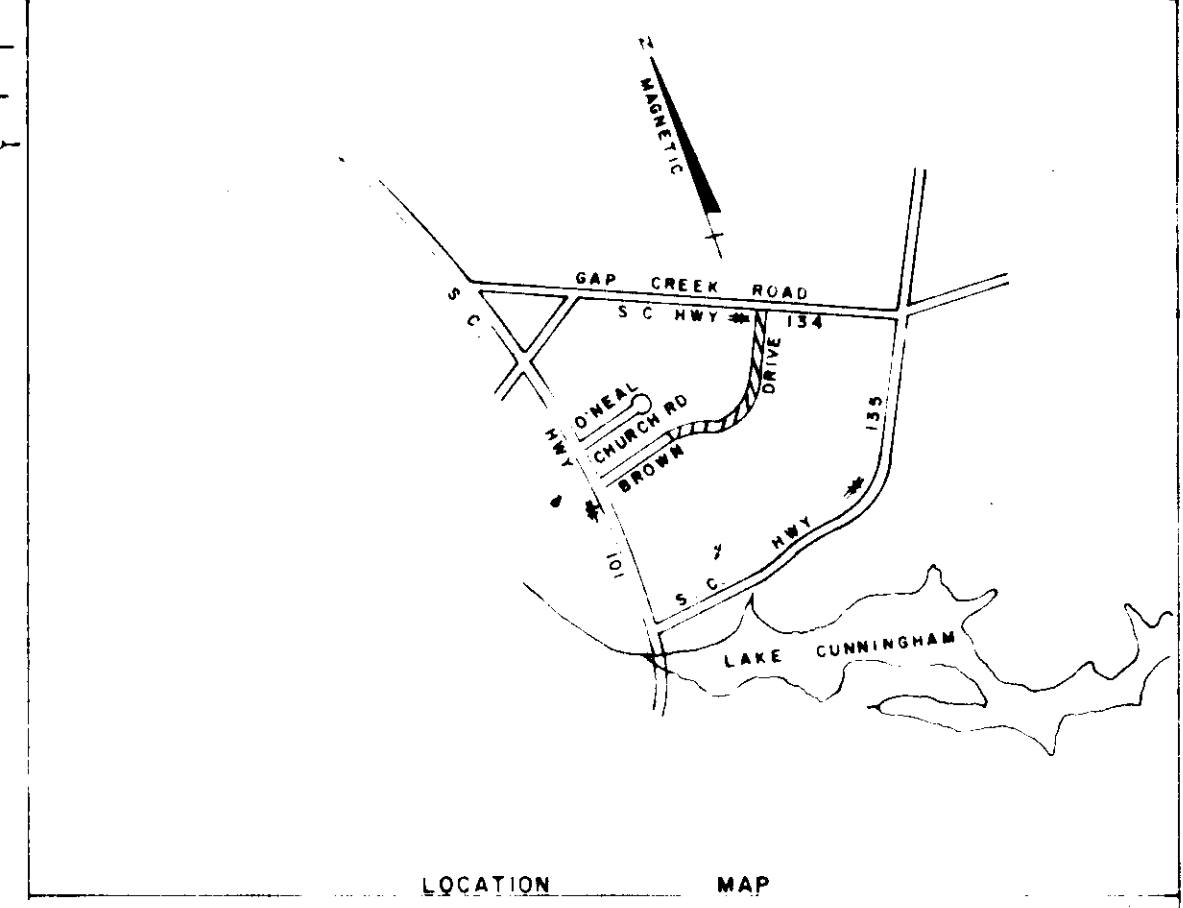 N
MAGNETIC
GAP CREEK ROAD
S C HWY # 134
DRIVE
O'NEAL
CHURCH RD
BROWN
S C HWY # 101
S C HWY # 135
LAKE CUNNINGHAM
LOCATION MAP